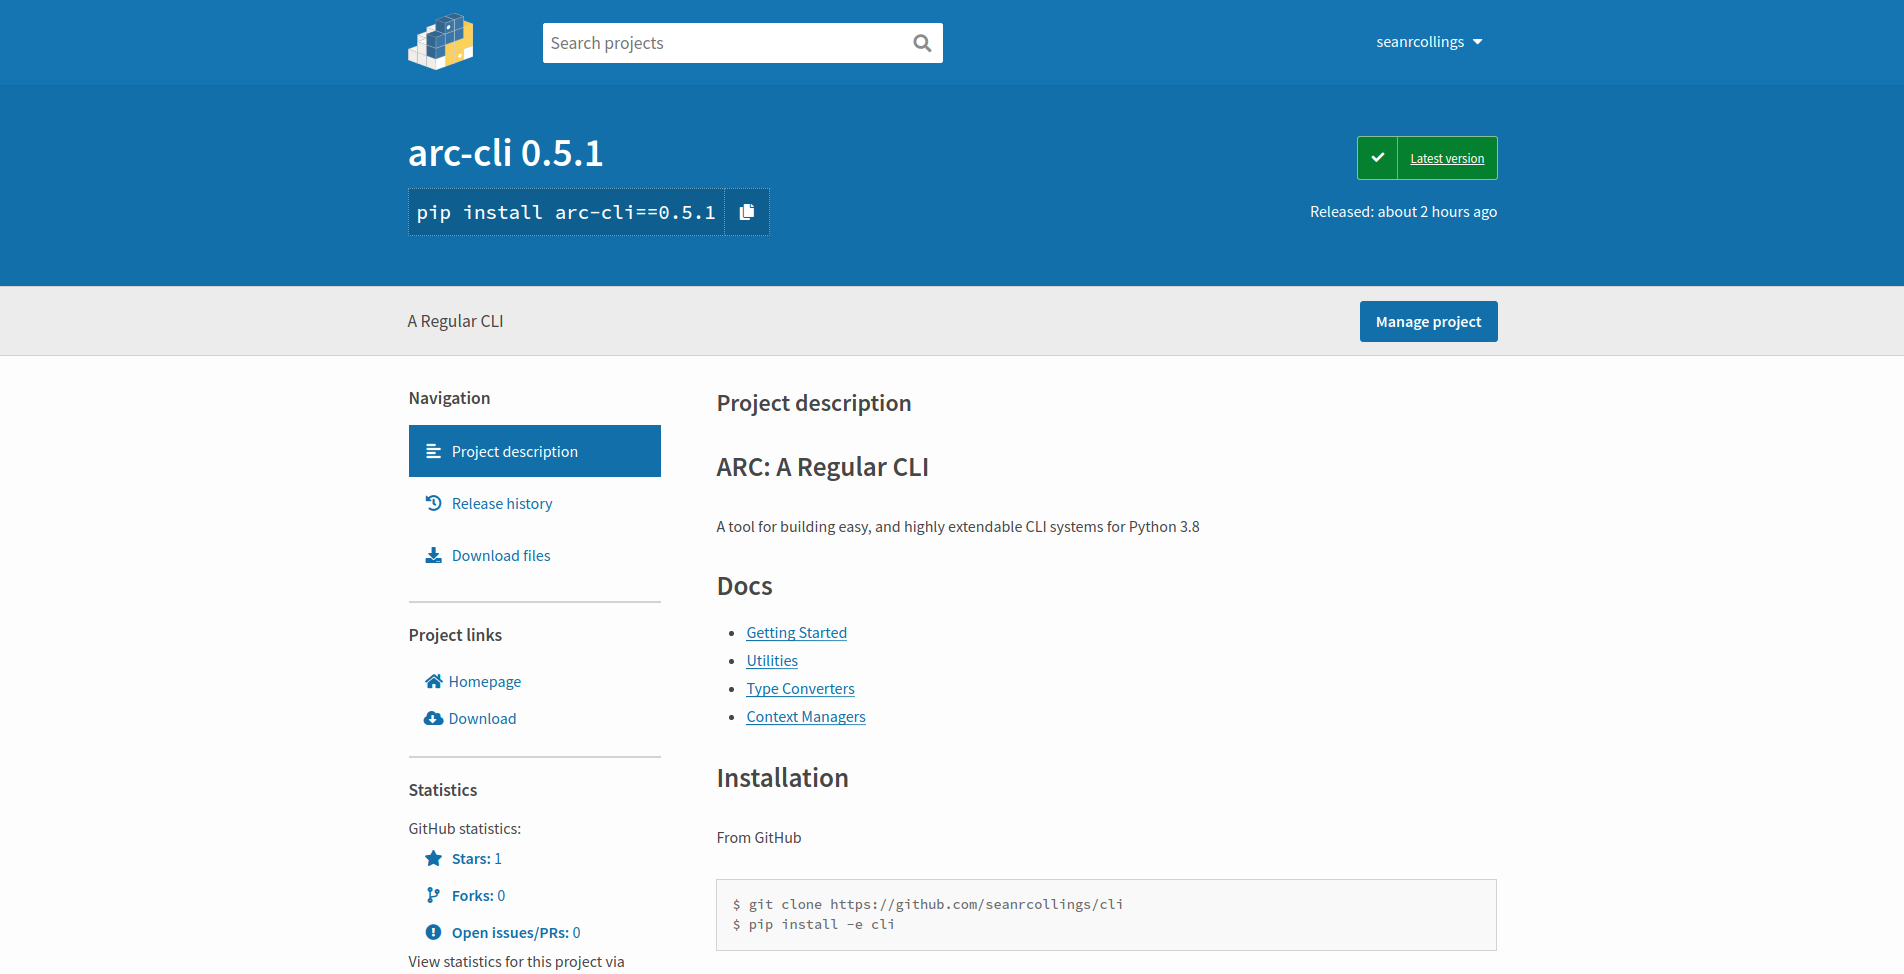 Search projects
seanrcollings
arc-cli 0.5.1
pip install arc-cli==0.5.1
Latest version
Released: about 2 hours ago
A Regular CLI
Manage project
Navigation
Project description
Release history
Download files
Project links
Homepage
Download
Statistics
GitHub statistics:
Stars: 1
Forks: 0
Open issues/PRs: 0
View statistics for this project via
Project description
ARC: A Regular CLI
A tool for building easy, and highly extendable CLI systems for Python 3.8
Docs
Getting Started
Utilities
Type Converters
Context Managers
Installation
From GitHub
$ git clone https://github.com/seanrcollings/cli
$ pip install -e cli